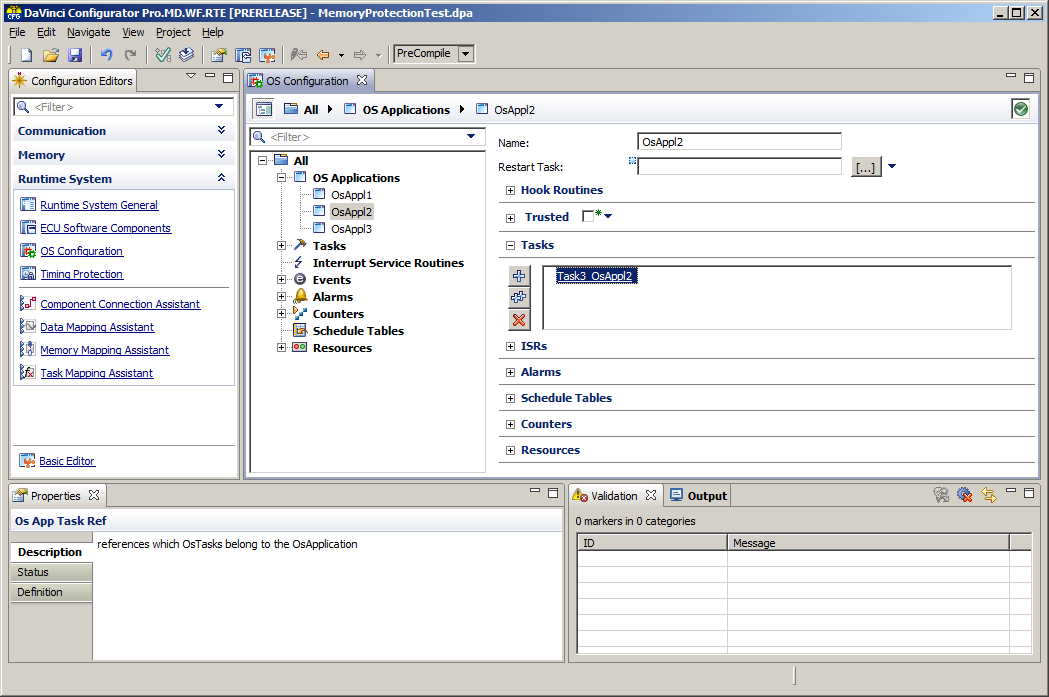 DaVinci Configurator Pro.MD.WF.RTE [PRERELEASE] - MemoryProtectionTest.dpa
File Edit Navigate View Project Help
PreCompile
Configuration Editors
<Filter>
Communication
Memory
Runtime System
Runtime System General
ECU Software Components
OS Configuration
Timing Protection
Component Connection Assistant
Data Mapping Assistant
Memory Mapping Assistant
Task Mapping Assistant
Basic Editor
OS Configuration
All OS Applications OsAppl2
<Filter>
All
OS Applications
OsAppl1
OsAppl2
OsAppl3
Tasks
Interrupt Service Routines
Events
Alarms
Counters
Schedule Tables
Resources
Name: OsAppl2
Restart Task: [...]
Hook Routines
Trusted
Tasks
Task3_OsAppl2
ISRs
Alarms
Schedule Tables
Counters
Resources
Properties
Os App Task Ref
Description
Status
Definition
references which OsTasks belong to the OsApplication
Validation Output
0 markers in 0 categories
ID Message